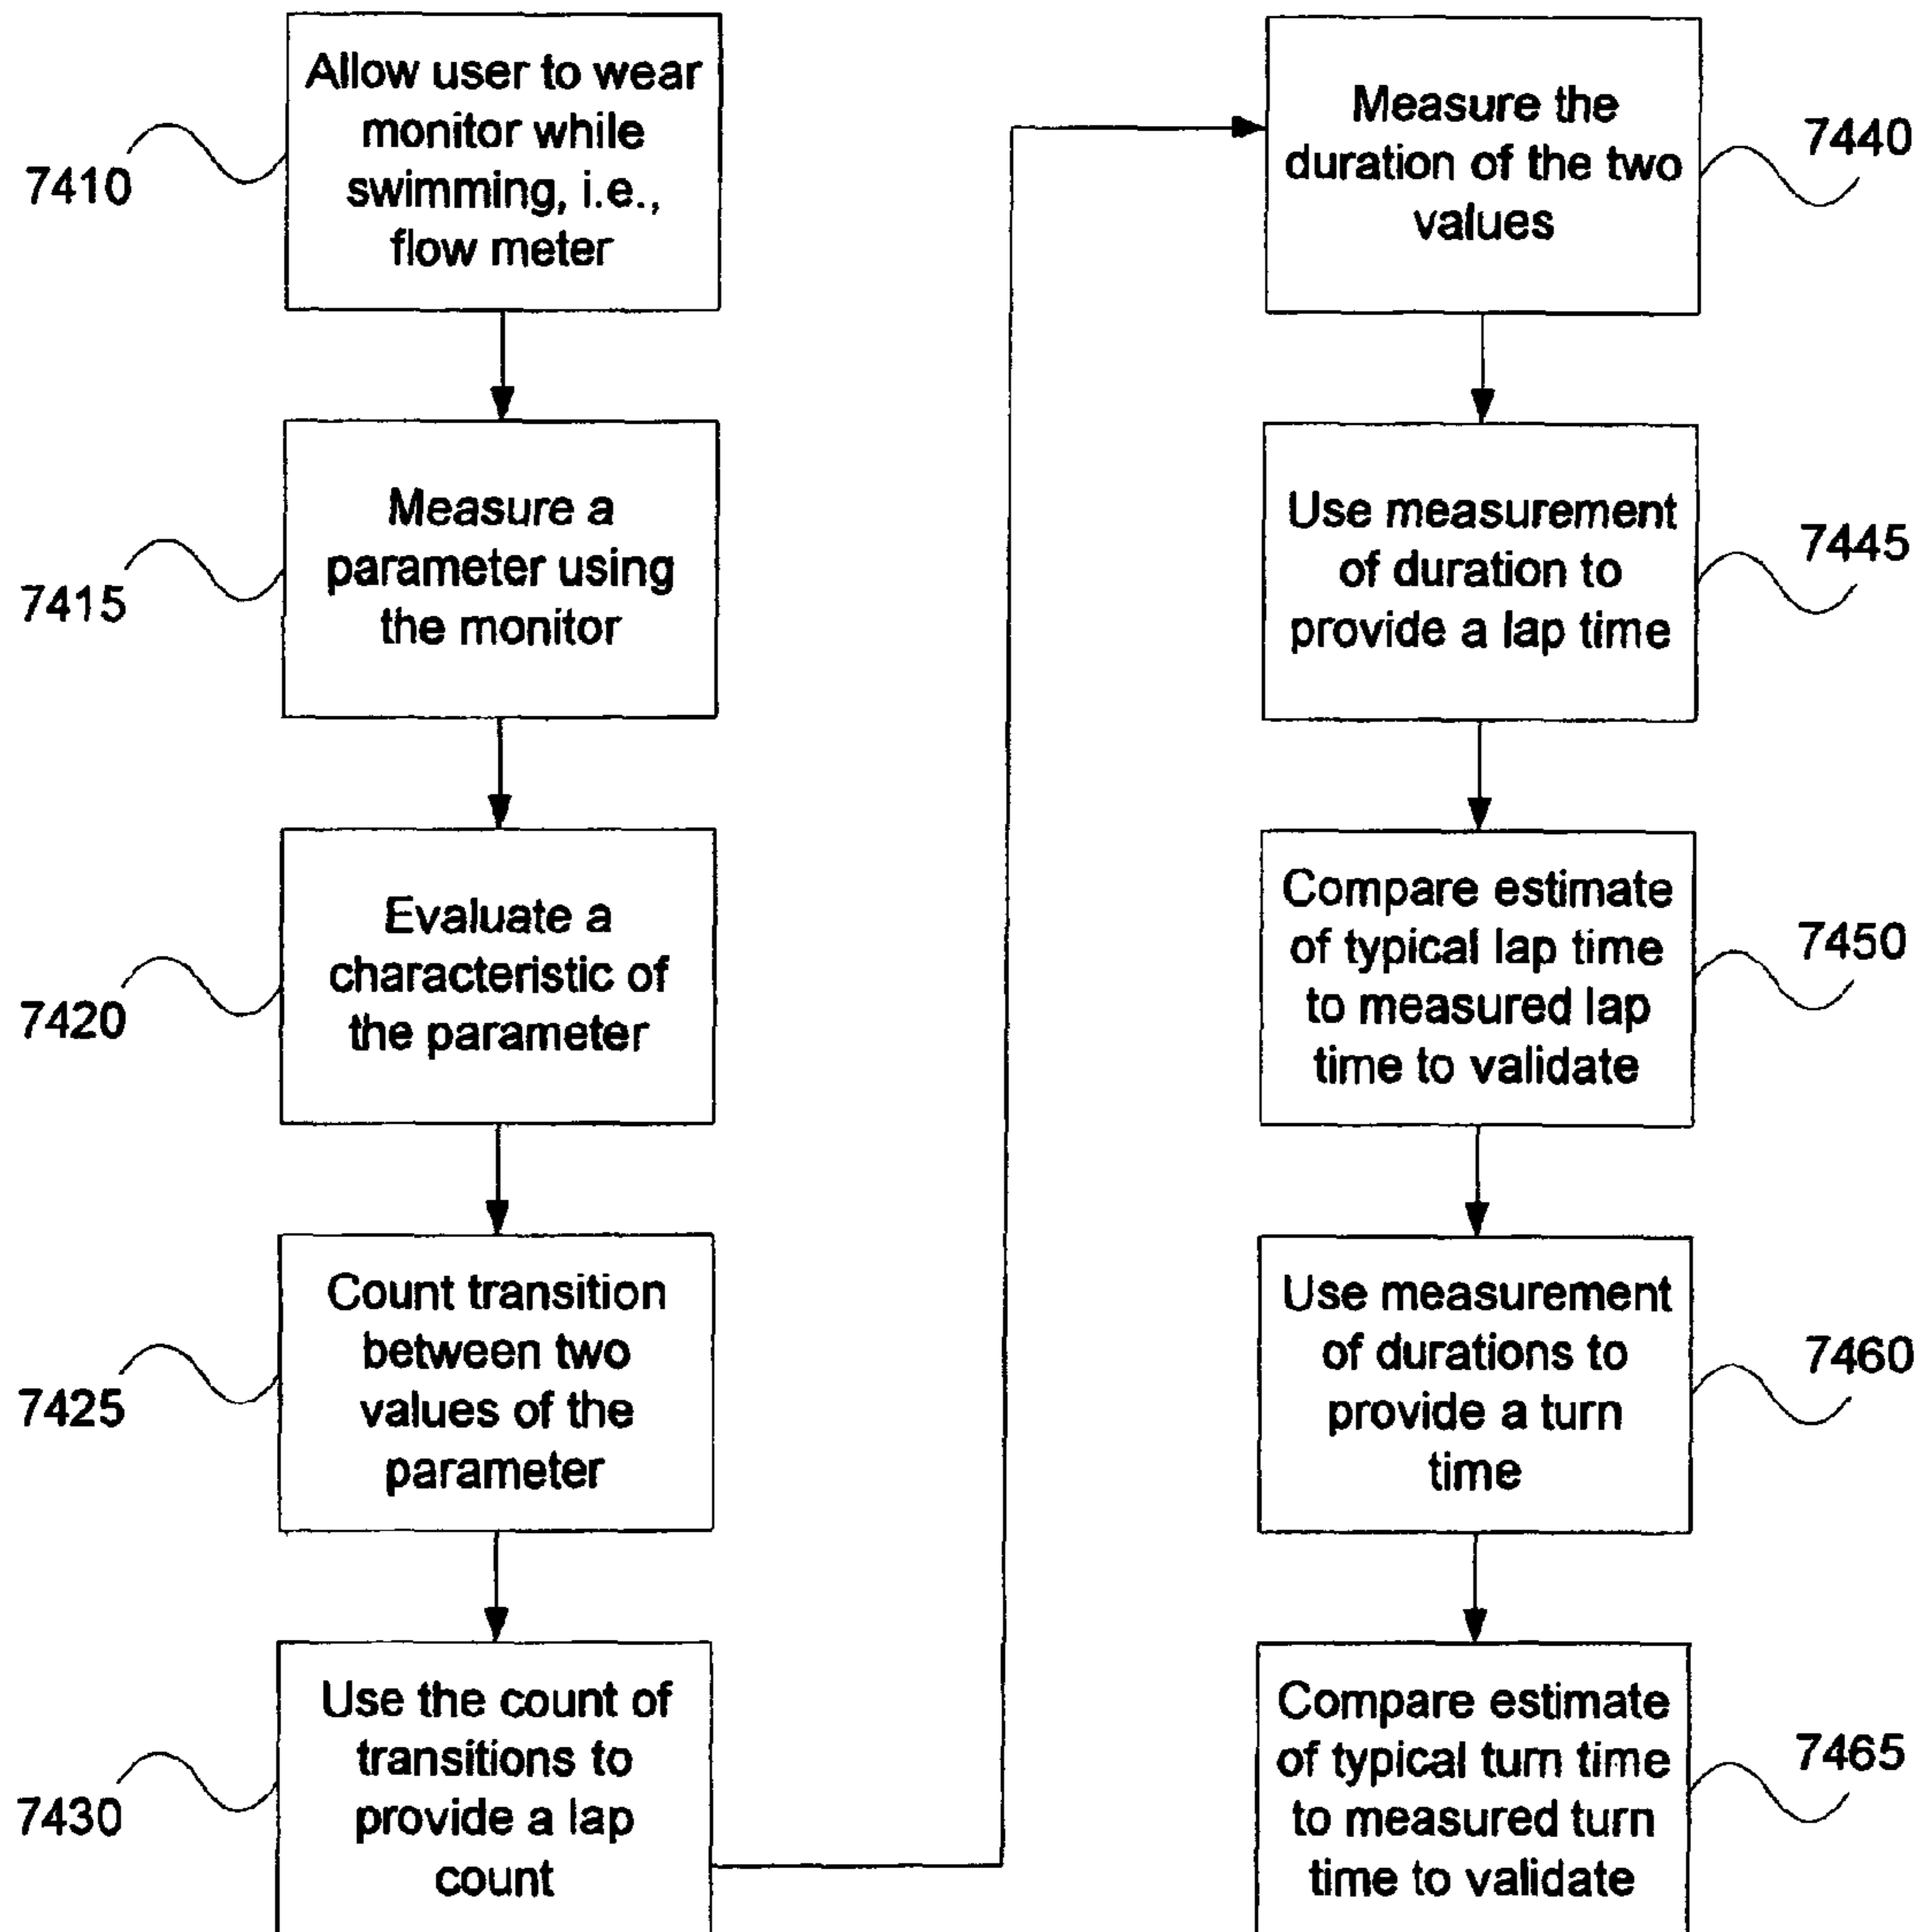 Allow user to wear
monitor while
swimming, i.e.,
flow meter
7410
Measure a
parameter using
the monitor
7415
Evaluate a
characteristic of
the parameter
7420
Count transition
between two
values of the
parameter
7425
Use the count of
transitions to
provide a lap
count
7430
Measure the
duration of the two
values
7440
Use measurement
of duration to
provide a lap time
7445
Compare estimate
of typical lap time
to measured lap
time to validate
7450
Use measurement
of durations to
provide a turn
time
7460
Compare estimate
of typical turn time
to measured turn
time to validate
7465